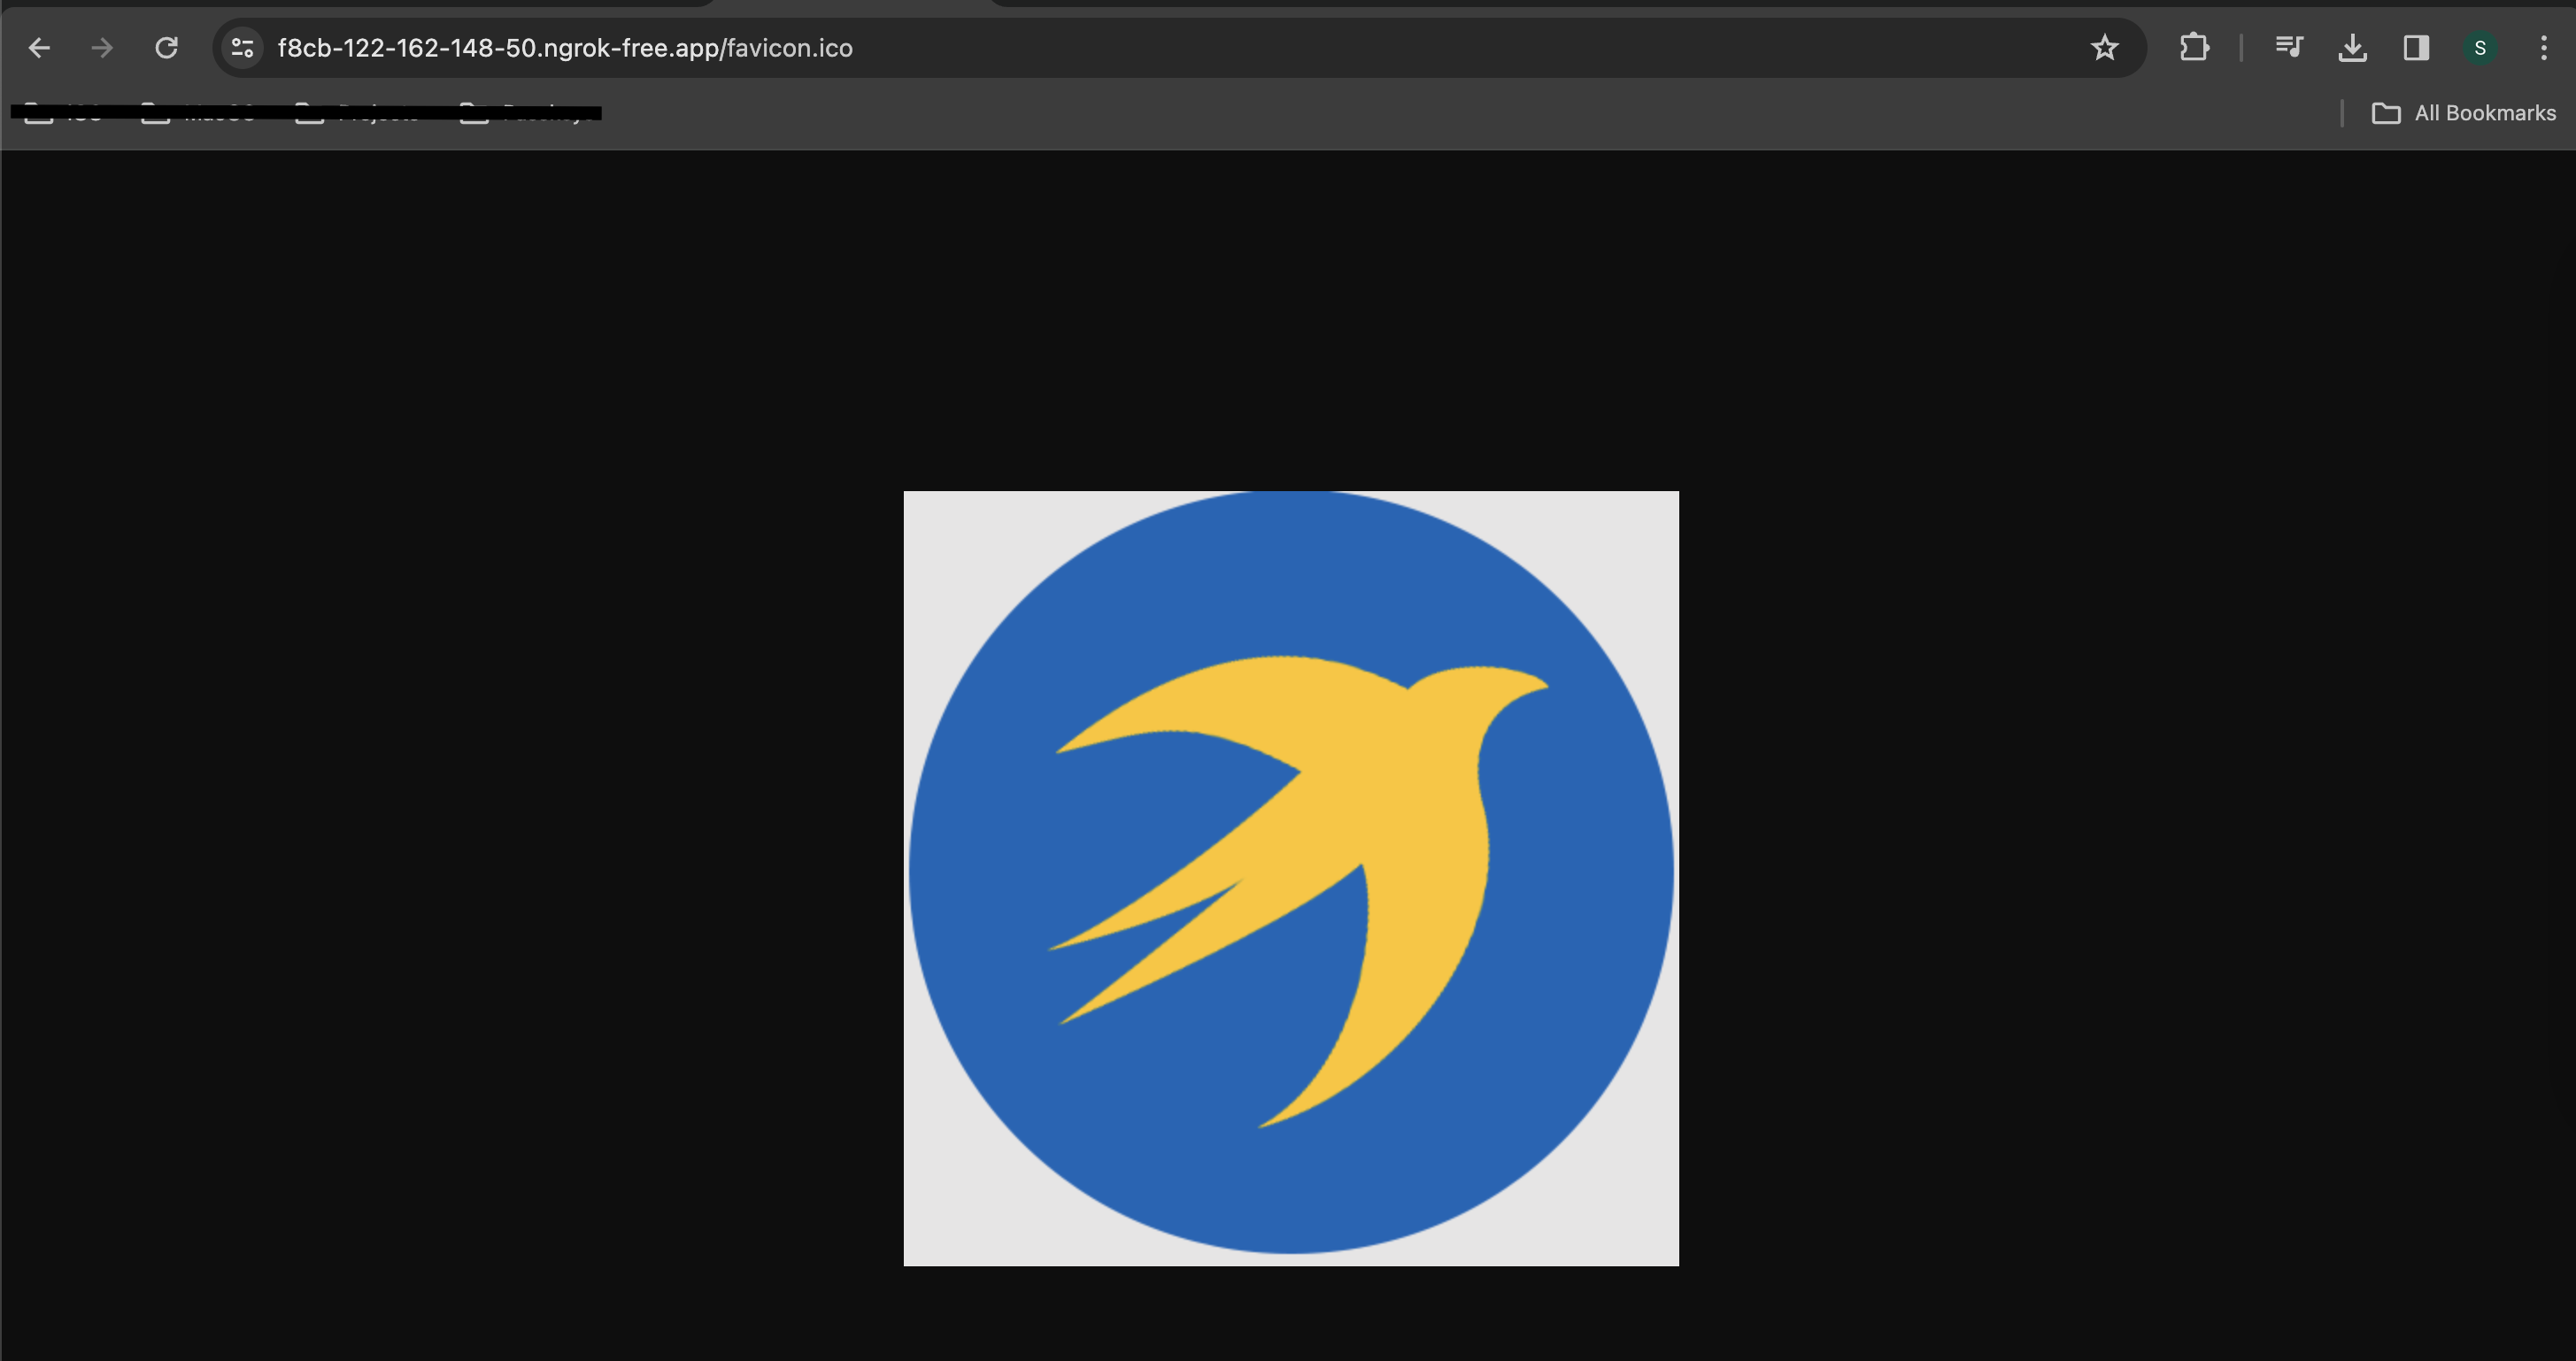 f8cb-122-162-148-50.ngrok-free.app/favicon.ico
S
All Bookmarks